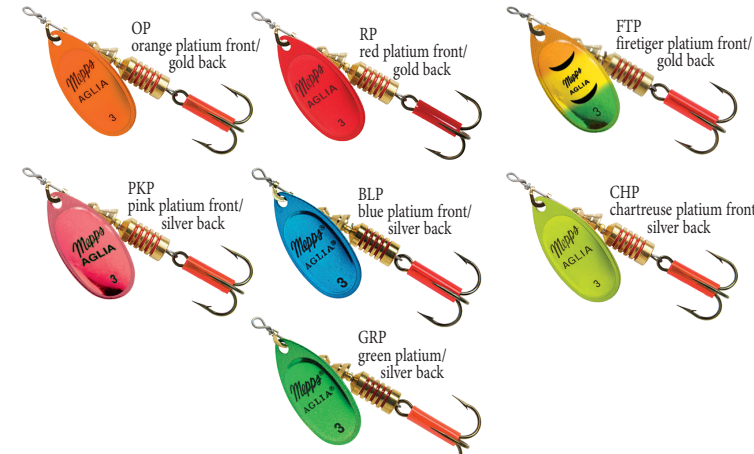 OP
orange platium front/
gold back
Mepps
AGLIA
3
RP
red platium front/
gold back
Mepps
AGLIA
3
FTP
firetiger platium front/
gold back
Mepps
AGLIA
3
PKP
pink platium front/
silver back
Mepps
AGLIA
3
BLP
blue platium front/
silver back
Mepps®
AGLIA®
3
CHP
chartreuse platium front
silver back
Mepps
AGLIA
3
GRP
green platium/
silver back
Mepps®
AGLIA®
3